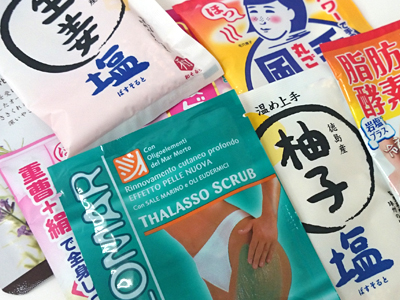 生姜
塩
ばすそると
ほっ
丸ご
脂肪
酵素
岩塩
プラス
温め上手
徳島産
柚子
塩
ばすそると
重曹+
絹
で全身し
Con
Oligoelementi
del Mar Morto
Rinnovamento cutaneo profondo
EFFETTO PELLE NUOVA
Con SALE MARINO e OLI EUDERMICI
THALASSO SCRUB